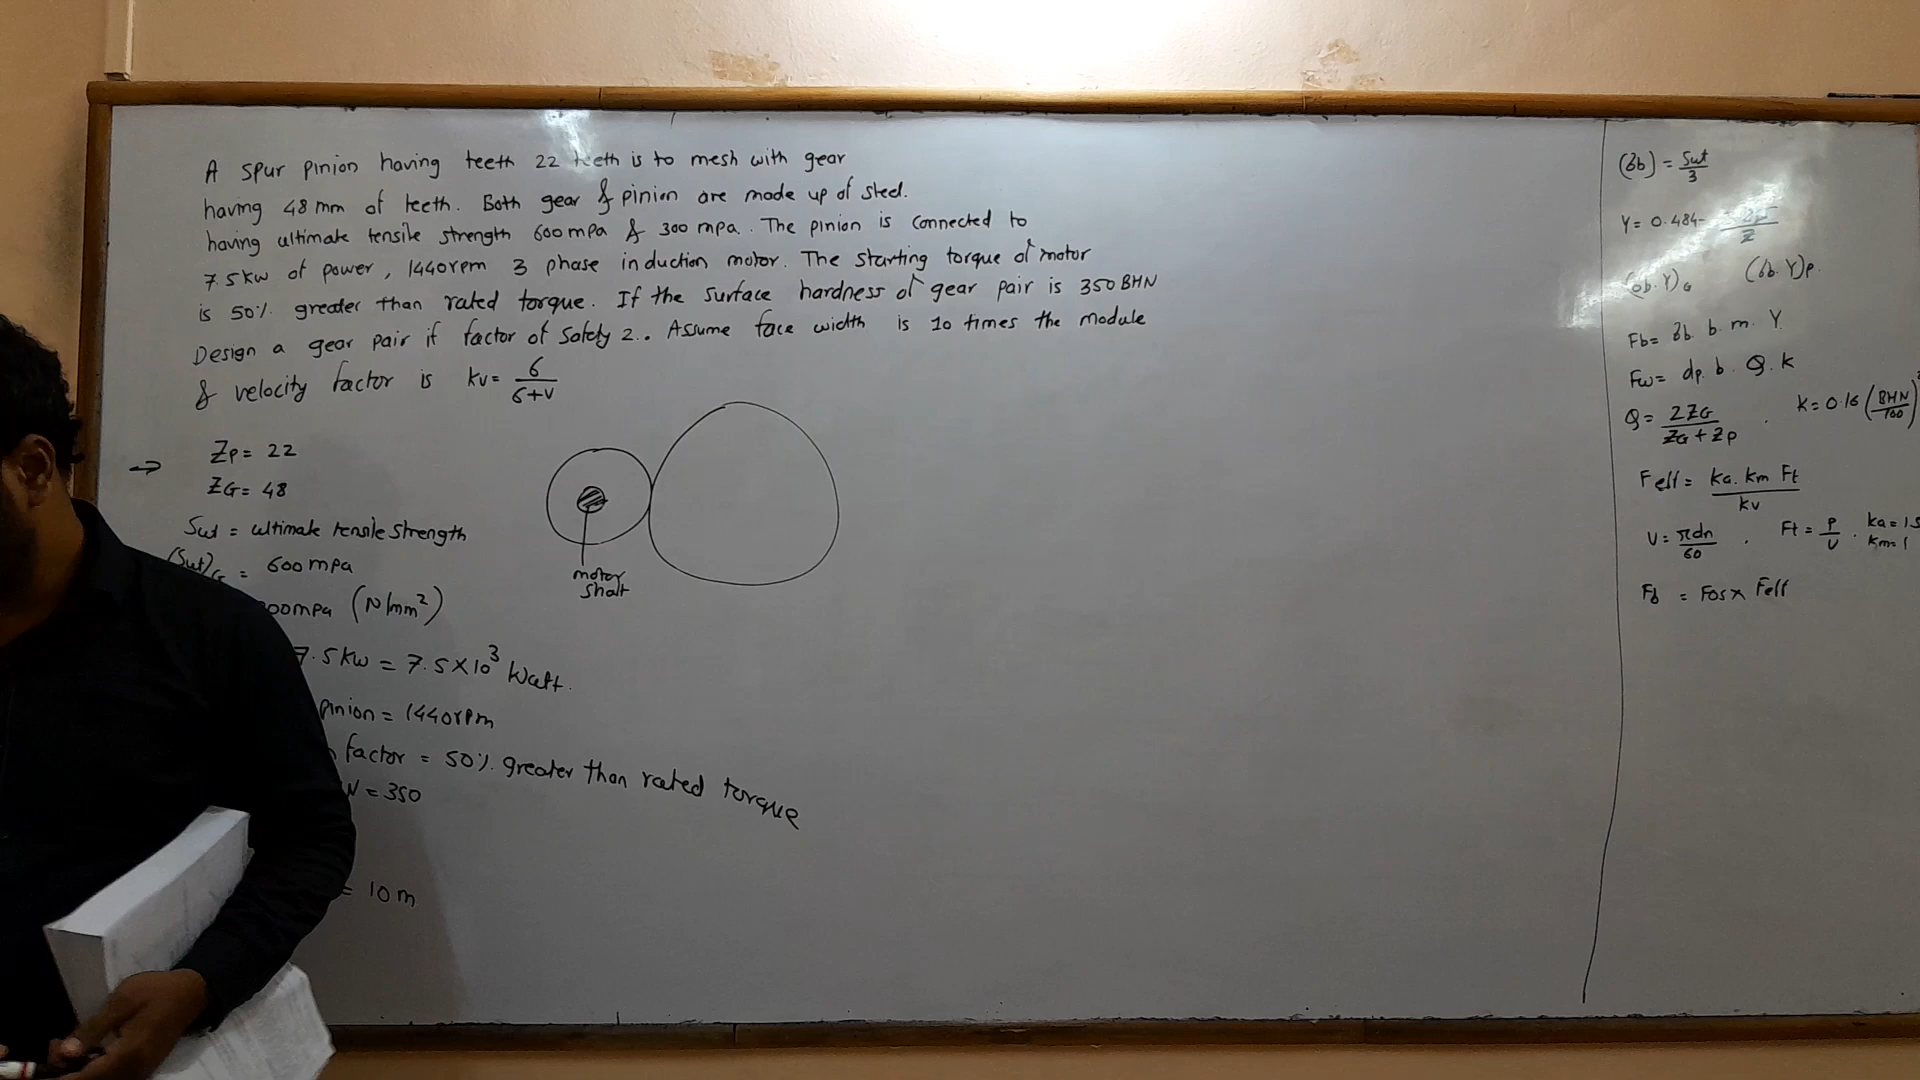 A spur pinion having teeth 22 teeth is to mesh with gear
having 48 mm of teeth. Both gear & pinion are made up of steel.
having ultimate tensile strength 600 mpa & 300 mpa. The pinion is connected to
7.5 kw of power, 1440 rpm 3 phase induction motor. The starting torque of motor
is 50% greater than rated torque. If the surface hardness of gear pair is 350 BHN
Design a gear pair if factor of Safety 2.. Assume face width is 10 times the module
& velocity factor is kv = 6/6+v
→ Zp = 22
ZG = 48
Sut = ultimate tensile strength
(Sut)G = 600 mpa
00 mpa (N/mm²)
7.5 kw = 7.5 X 10³ Watt.
pinion = 1440 rpm
factor = 50% greater than rated torque
N = 350
= 10 m
motor
shaft
(σb) = Sut/3
Y = 0.484 - /Z
(σb. Y)G (σb. Y)p.
Fb = σb. b. m. Y
Fw = dp. b. Q. k
Q = 2ZG/ZG + Zp . K = 0.16 (BHN/100)²
Feff = ka. km Ft/kv
V = πdn/60 . Ft = P/V . ka = 1.5
km = 1
Fb = FOS x Feff